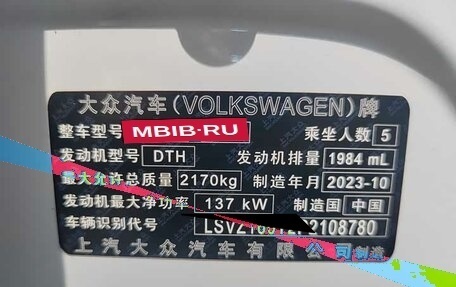 大众汽车(VOLKSWAGEN)牌
整车型号 MBIB-RU 乘坐人数 5
发动机型号 DTH 发动机排量 1984 mL
最大允许总质量 2170kg 制造年月 2023-10
发动机最大净功率 137 kW 制造国 中国
车辆识别代号 2108780
上汽大众汽车有限公司制造